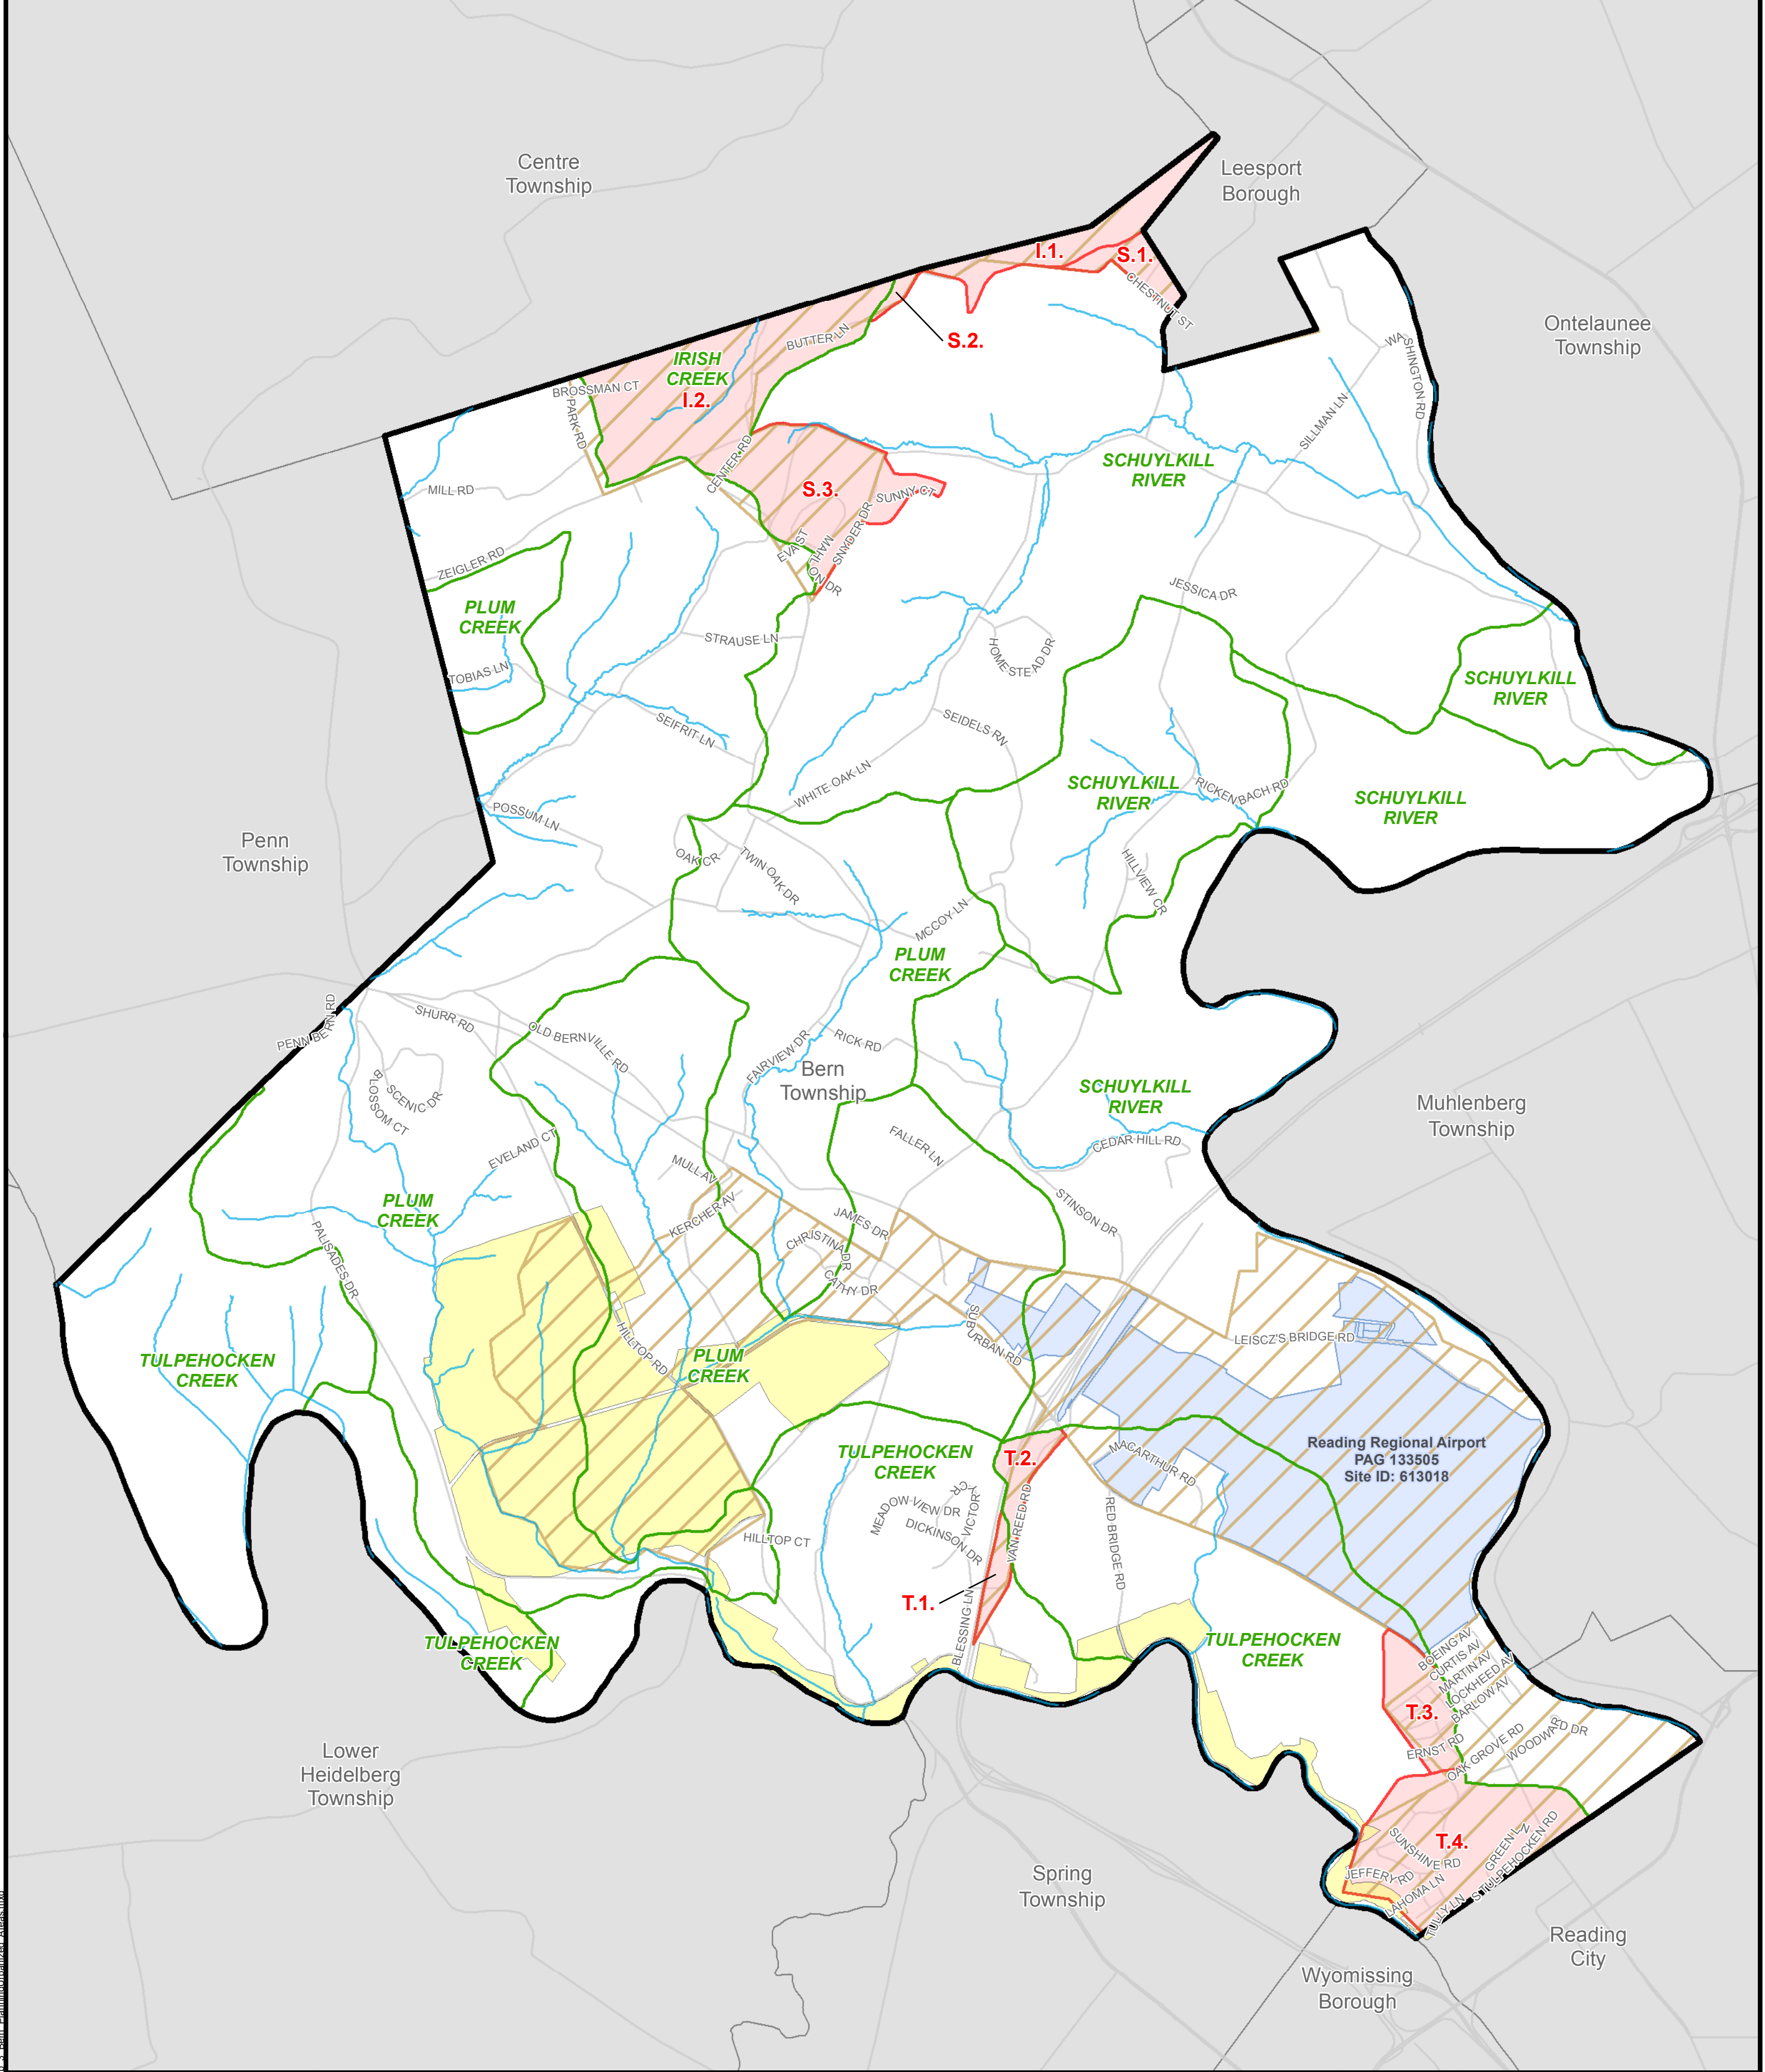 Centre
Township
Leesport
Borough
I.1.
S.1.
CHESTNUT ST
Ontelaunee
Township
S.2.
BUTTER LN
IRISH
CREEK
I.2.
BROSSMAN CT
PARK RD
WASHINGTON RD
SILLMAN LN
CENTER RD
SCHUYLKILL
RIVER
MILL RD
S.3.
SUNNY CT
SNYDER DR
EVA ST
MAHLON DR
ZEIGLER RD
JESSICA DR
PLUM
CREEK
STRAUSE LN
HOMESTEAD DR
TOBIAS LN
SCHUYLKILL
RIVER
SEIFRIT LN
SEIDELS RN
WHITE OAK LN
SCHUYLKILL
RIVER
RICKENBACH RD
SCHUYLKILL
RIVER
POSSUM LN
Penn
Township
OAK CR
TWIN OAK DR
HILLVIEW CR
MCCOY LN
PLUM
CREEK
PENN BERN RD
SHURR RD
OLD BERNVILLE RD
RICK RD
FAIRVIEW DR
Bern
Township
SCENIC DR
BLOSSOM CT
SCHUYLKILL
RIVER
Muhlenberg
Township
CEDAR HILL RD
FALLER LN
EVELAND CT
MULL AV
KERCHER AV
STINSON DR
PLUM
CREEK
JAMES DR
CHRISTINA DR
CATHY DR
PALISADES DR
HILLTOP RD
SUBURBAN RD
LEISCZ'S BRIDGE RD
TULPEHOCKEN
CREEK
PLUM
CREEK
TULPEHOCKEN
CREEK
T.2.
MACARTHUR RD
Reading Regional Airport
PAG 133505
Site ID: 613018
MEADOW VIEW DR
VICTORY CR
DICKINSON DR
VAN REED RD
RED BRIDGE RD
HILLTOP CT
T.1.
BLESSING LN
TULPEHOCKEN
CREEK
TULPEHOCKEN
CREEK
BOEING AV
CURTIS AV
MARTIN AV
LOCKHEED AV
BARLOW AV
T.3.
ERNST RD
OAK GROVE RD
WOODWARD DR
Lower
Heidelberg
Township
T.4.
SUNSHINE RD
GREEN LN
S TULPEHOCKEN RD
JEFFERY RD
LAHOMA LN
TULLY LN
Spring
Township
Reading
City
Wyomissing
Borough